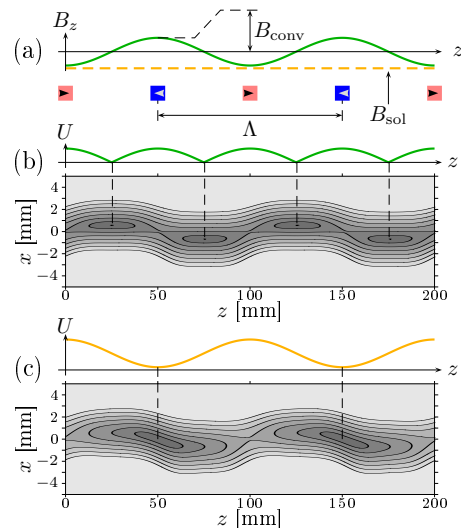 (a)
B_z
B_conv
z
Λ
B_sol
(b)
U
z
x [mm]
4
2
0
−2
−4
0 50 100 150 200
z [mm]
(c)
U
z
x [mm]
4
2
0
−2
−4
0 50 100 150 200
z [mm]